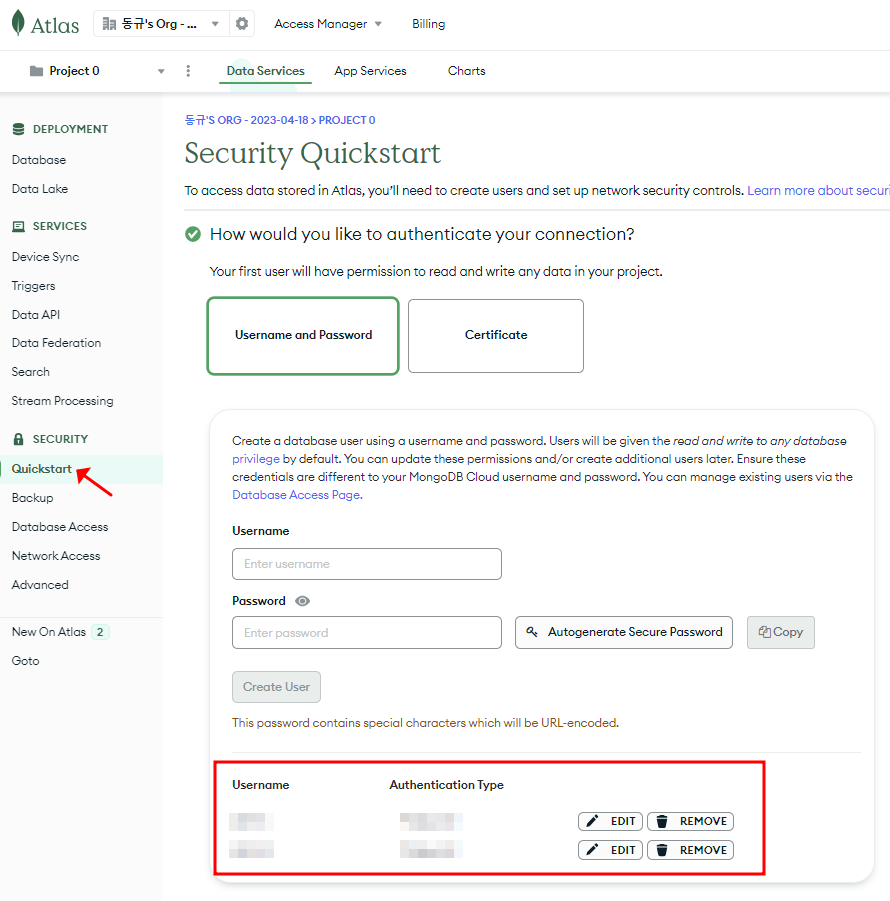 Atlas
동규's Org - ...
Access Manager
Billing
Project 0
Data Services
App Services
Charts
DEPLOYMENT
Database
Data Lake
SERVICES
Device Sync
Triggers
Data API
Data Federation
Search
Stream Processing
SECURITY
Quickstart
Backup
Database Access
Network Access
Advanced
New On Atlas 2
Goto
동규'S ORG - 2023-04-18 > PROJECT 0
Security Quickstart
To access data stored in Atlas, you'll need to create users and set up network security controls. Learn more about securi
How would you like to authenticate your connection?
Your first user will have permission to read and write any data in your project.
Username and Password
Certificate
Create a database user using a username and password. Users will be given the read and write to any database
privilege by default. You can update these permissions and/or create additional users later. Ensure these
credentials are different to your MongoDB Cloud username and password. You can manage existing users via the
Database Access Page.
Username
Enter username
Password
Enter password
Autogenerate Secure Password
Copy
Create User
This password contains special characters which will be URL-encoded.
Username
Authentication Type
EDIT
REMOVE
EDIT
REMOVE